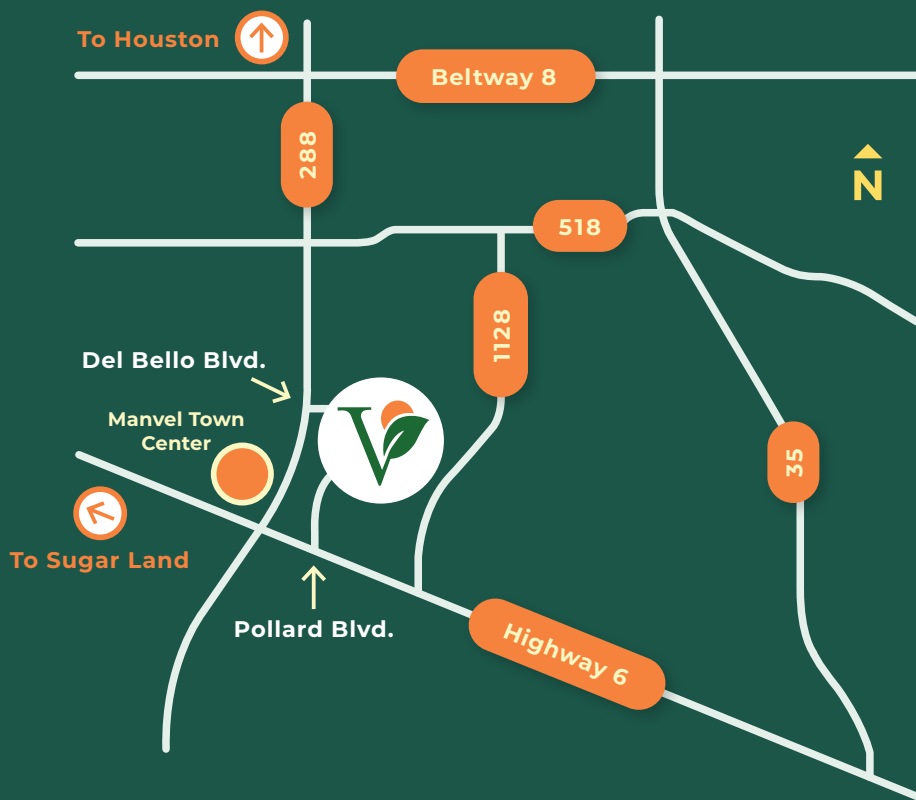 To Houston
Beltway 8
288
N
518
1128
Del Bello Blvd.
Manvel Town
Center
V
35
To Sugar Land
Pollard Blvd.
Highway 6